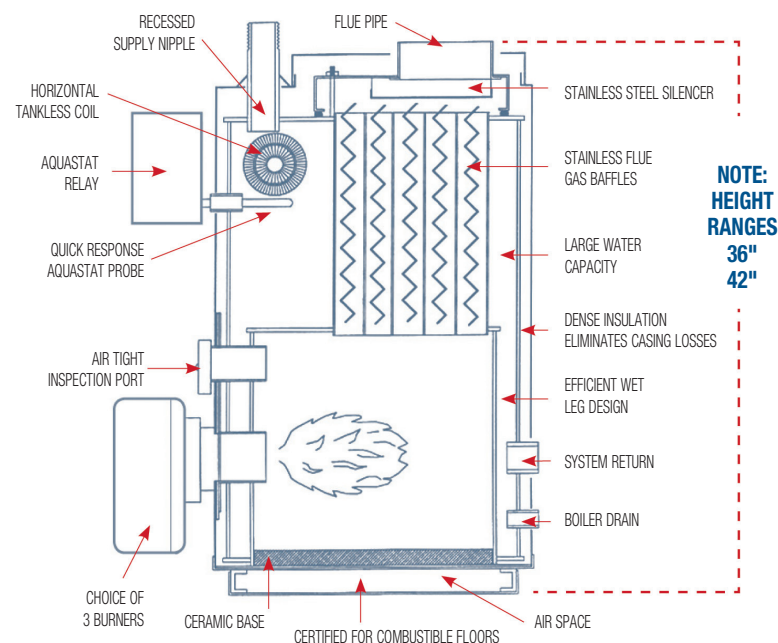 RECESSED
SUPPLY NIPPLE
FLUE PIPE
HORIZONTAL
TANKLESS COIL
STAINLESS STEEL SILENCER
AQUASTAT
RELAY
STAINLESS FLUE
GAS BAFFLES
NOTE:
HEIGHT
RANGES
36"
42"
QUICK RESPONSE
AQUASTAT PROBE
LARGE WATER
CAPACITY
DENSE INSULATION
ELIMINATES CASING LOSSES
AIR TIGHT
INSPECTION PORT
EFFICIENT WET
LEG DESIGN
SYSTEM RETURN
BOILER DRAIN
CHOICE OF
3 BURNERS
CERAMIC BASE
CERTIFIED FOR COMBUSTIBLE FLOORS
AIR SPACE